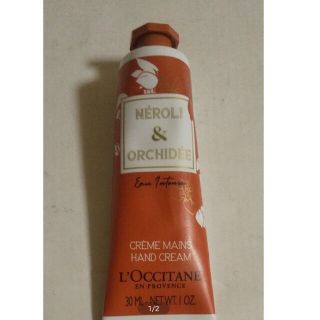 NÉROLI
&
ORCHIDÉE
Eau Intense
CRÈME MAINS
HAND CREAM
L'OCCITANE
EN PROVENCE
30 ML - NET WT. 1 OZ.
1/2